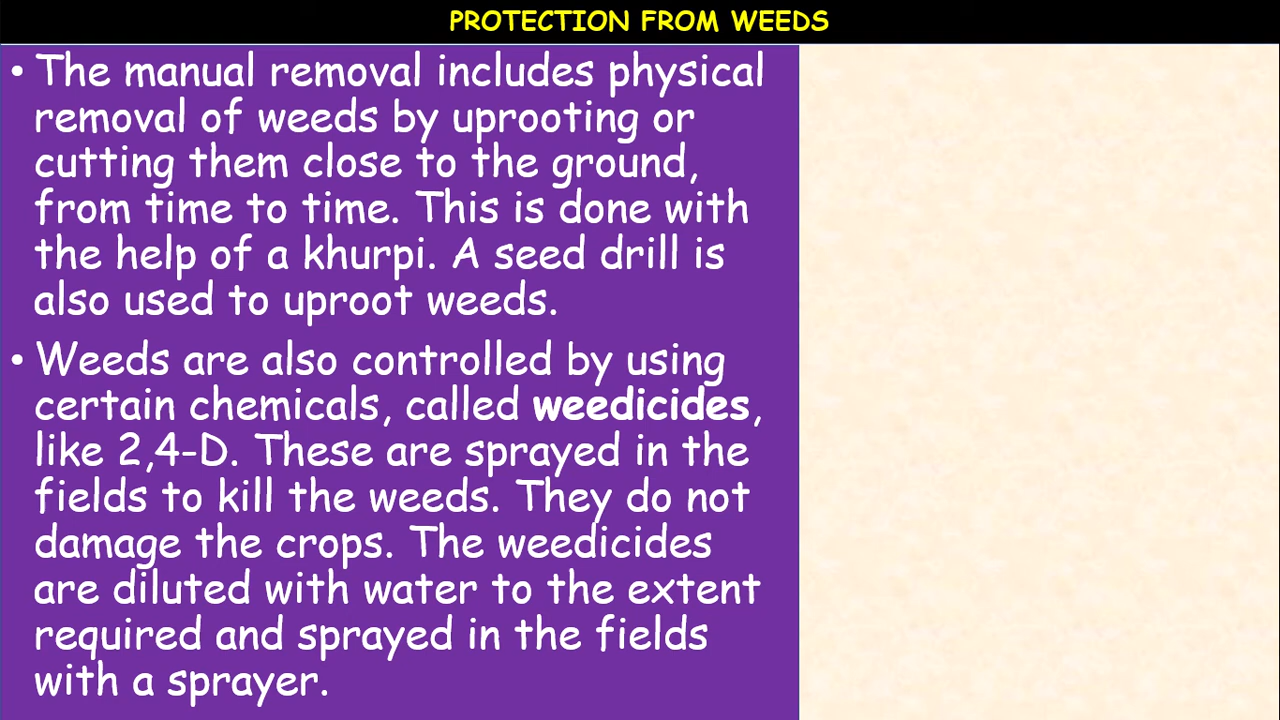 PROTECTION FROM WEEDS
• The manual removal includes physical
removal of weeds by uprooting or
cutting them close to the ground,
from time to time. This is done with
the help of a khurpi. A seed drill is
also used to uproot weeds.
• Weeds are also controlled by using
certain chemicals, called weedicides,
like 2,4-D. These are sprayed in the
fields to kill the weeds. They do not
damage the crops. The weedicides
are diluted with water to the extent
required and sprayed in the fields
with a sprayer.